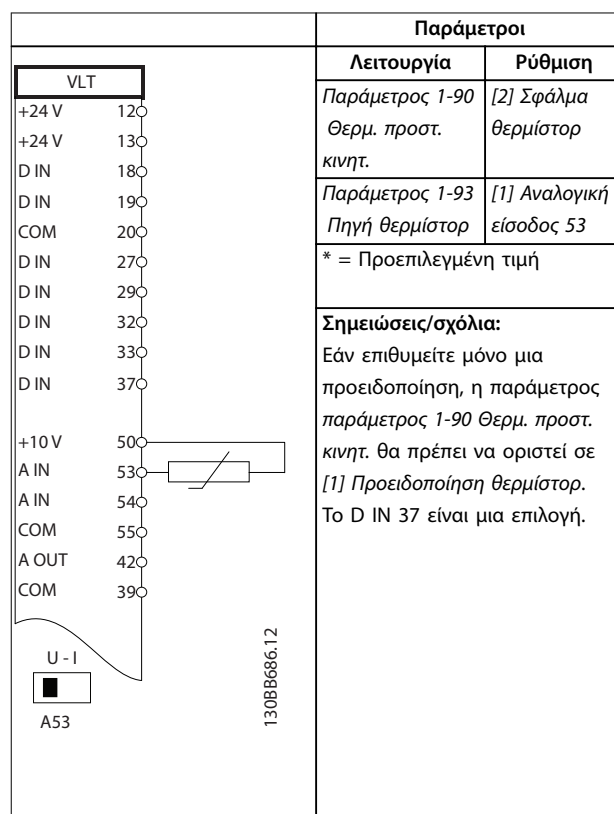 VLT
+24 V 12
+24 V 13
D IN 18
D IN 19
COM 20
D IN 27
D IN 29
D IN 32
D IN 33
D IN 37
+10 V 50
A IN 53
A IN 54
COM 55
A OUT 42
COM 39
U - I
A53
130BB686.12
Παράμετροι
Λειτουργία Ρύθμιση
Παράμετρος 1-90 [2] Σφάλμα
Θερμ. προστ. θερμίστορ
κινητ.
Παράμετρος 1-93 [1] Αναλογική
Πηγή θερμίστορ είσοδος 53
* = Προεπιλεγμένη τιμή
Σημειώσεις/σχόλια:
Εάν επιθυμείτε μόνο μια
προειδοποίηση, η παράμετρος
παράμετρος 1-90 Θερμ. προστ.
κινητ. θα πρέπει να οριστεί σε
[1] Προειδοποίηση θερμίστορ.
Το D IN 37 είναι μια επιλογή.